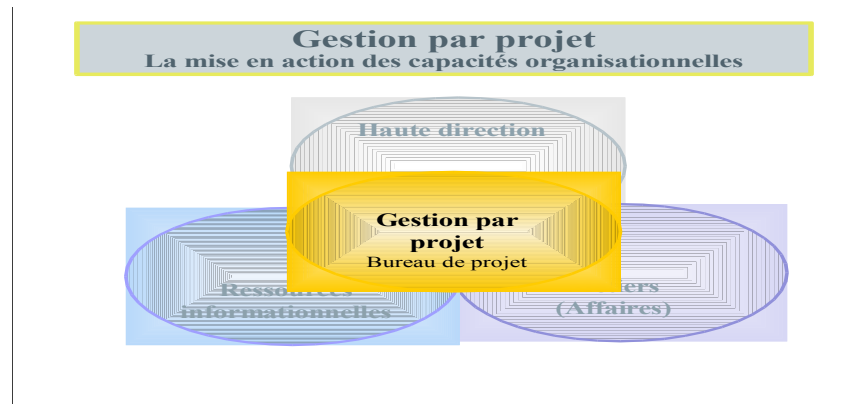 Gestion par projet
La mise en action des capacités organisationnelles
Haute direction
Gestion par
projet
Bureau de projet
Ressources
informationnelles
(Affaires)